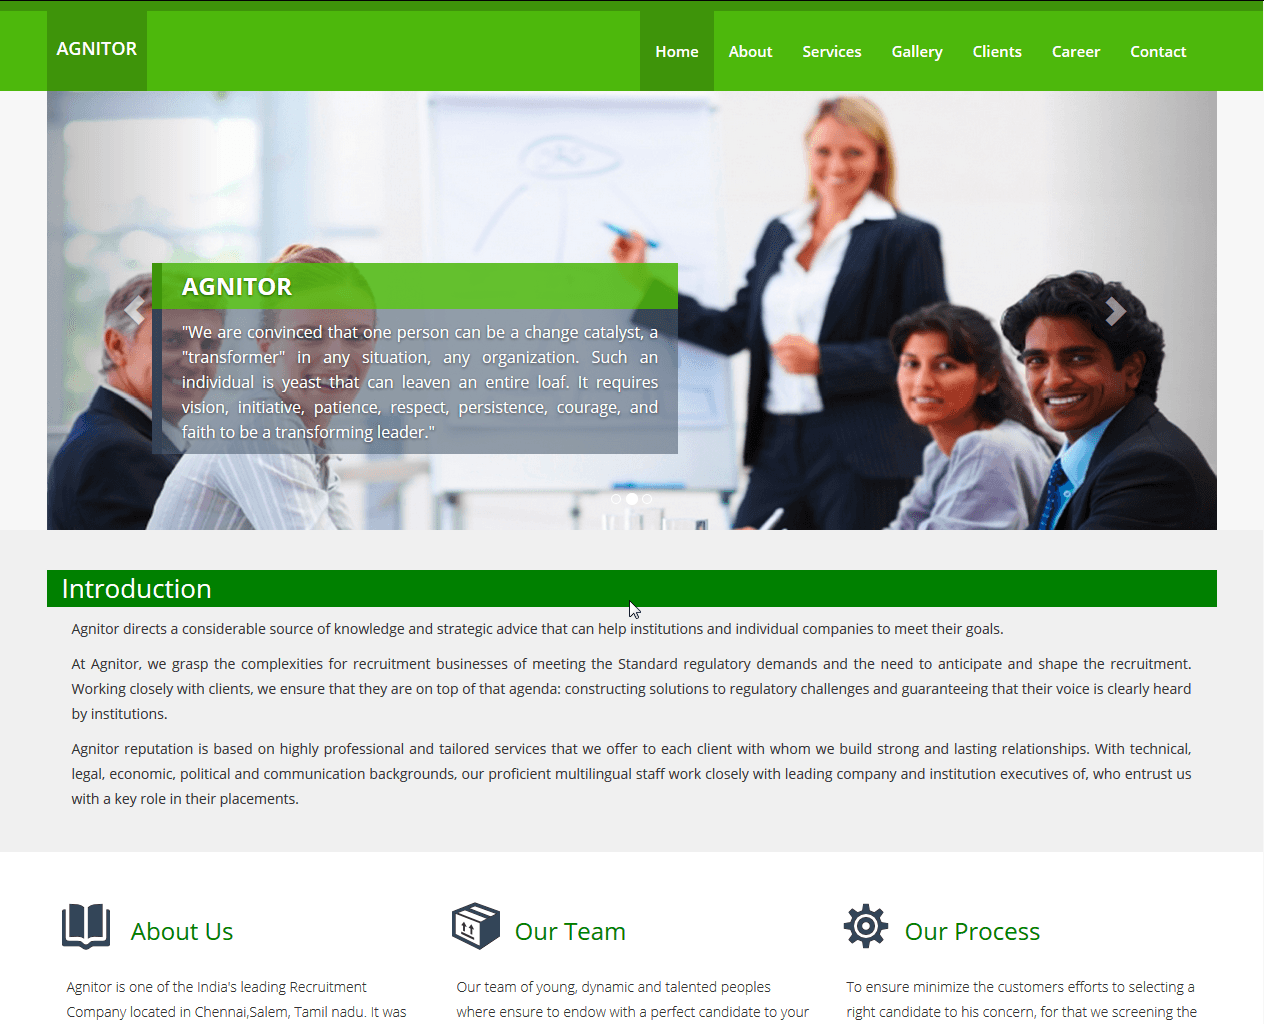 AGNITOR
Home About Services Gallery Clients Career Contact
AGNITOR
"We are convinced that one person can be a change catalyst, a
"transformer" in any situation, any organization. Such an
individual is yeast that can leaven an entire loaf. It requires
vision, initiative, patience, respect, persistence, courage, and
faith to be a transforming leader."
Introduction
Agnitor directs a considerable source of knowledge and strategic advice that can help institutions and individual companies to meet their goals.
At Agnitor, we grasp the complexities for recruitment businesses of meeting the Standard regulatory demands and the need to anticipate and shape the recruitment.
Working closely with clients, we ensure that they are on top of that agenda: constructing solutions to regulatory challenges and guaranteeing that their voice is clearly heard
by institutions.
Agnitor reputation is based on highly professional and tailored services that we offer to each client with whom we build strong and lasting relationships. With technical,
legal, economic, political and communication backgrounds, our proficient multilingual staff work closely with leading company and institution executives of, who entrust us
with a key role in their placements.
About Us
Agnitor is one of the India's leading Recruitment
Company located in Chennai,Salem, Tamil nadu. It was
Our Team
Our team of young, dynamic and talented peoples
where ensure to endow with a perfect candidate to your
Our Process
To ensure minimize the customers efforts to selecting a
right candidate to his concern, for that we screening the